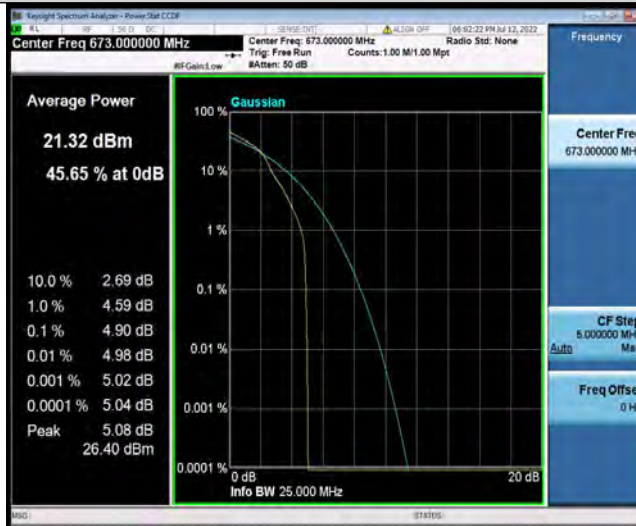 Keysight Spectrum Analyzer - Power Stat CCDF
RL RF 50 Ω DC SENSE:INT ALIGN OFF 06:02:22 PM Jul 12, 2022
Center Freq 673.000000 MHz
Center Freq: 673.000000 MHz Radio Std: None
Trig: Free Run Counts:1.00 M/1.00 Mpt
#IFGain:Low #Atten: 50 dB
Frequency
Average Power
21.32 dBm
45.65 % at 0dB
10.0 % 2.69 dB
1.0 % 4.59 dB
0.1 % 4.90 dB
0.01 % 4.98 dB
0.001 % 5.02 dB
0.0001 % 5.04 dB
Peak 5.08 dB
26.40 dBm
Gaussian
100 %
10 %
1 %
0.1 %
0.01 %
0.001 %
0.0001 %
0 dB 20 dB
Info BW 25.000 MHz
Center Fre
673.000000 MH
CF Step
5.000000 MH
Auto Ma
Freq Offse
0 H
MSG STATUS